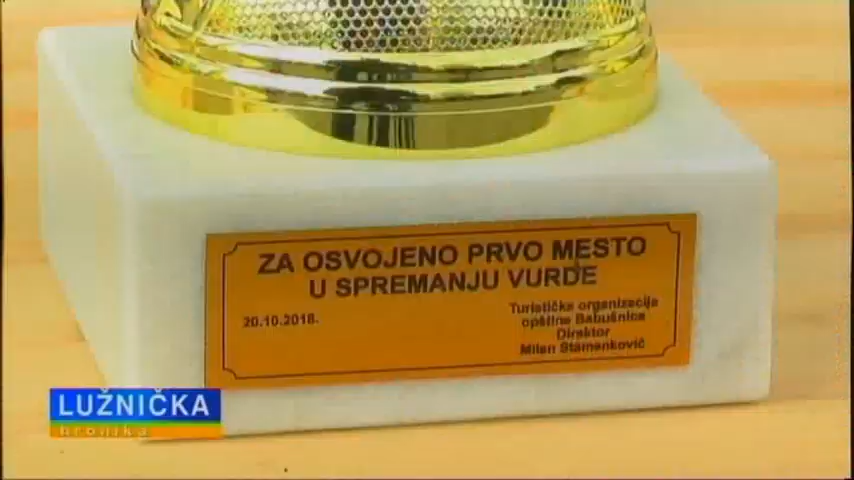 ZA OSVOJENO PRVO MESTO
U SPREMANJU VURDE
20.10.2018.
Turistička organizacija
opštine Babušnica
Direktor
Milan Stamenković
LUŽNIČKA
hronika